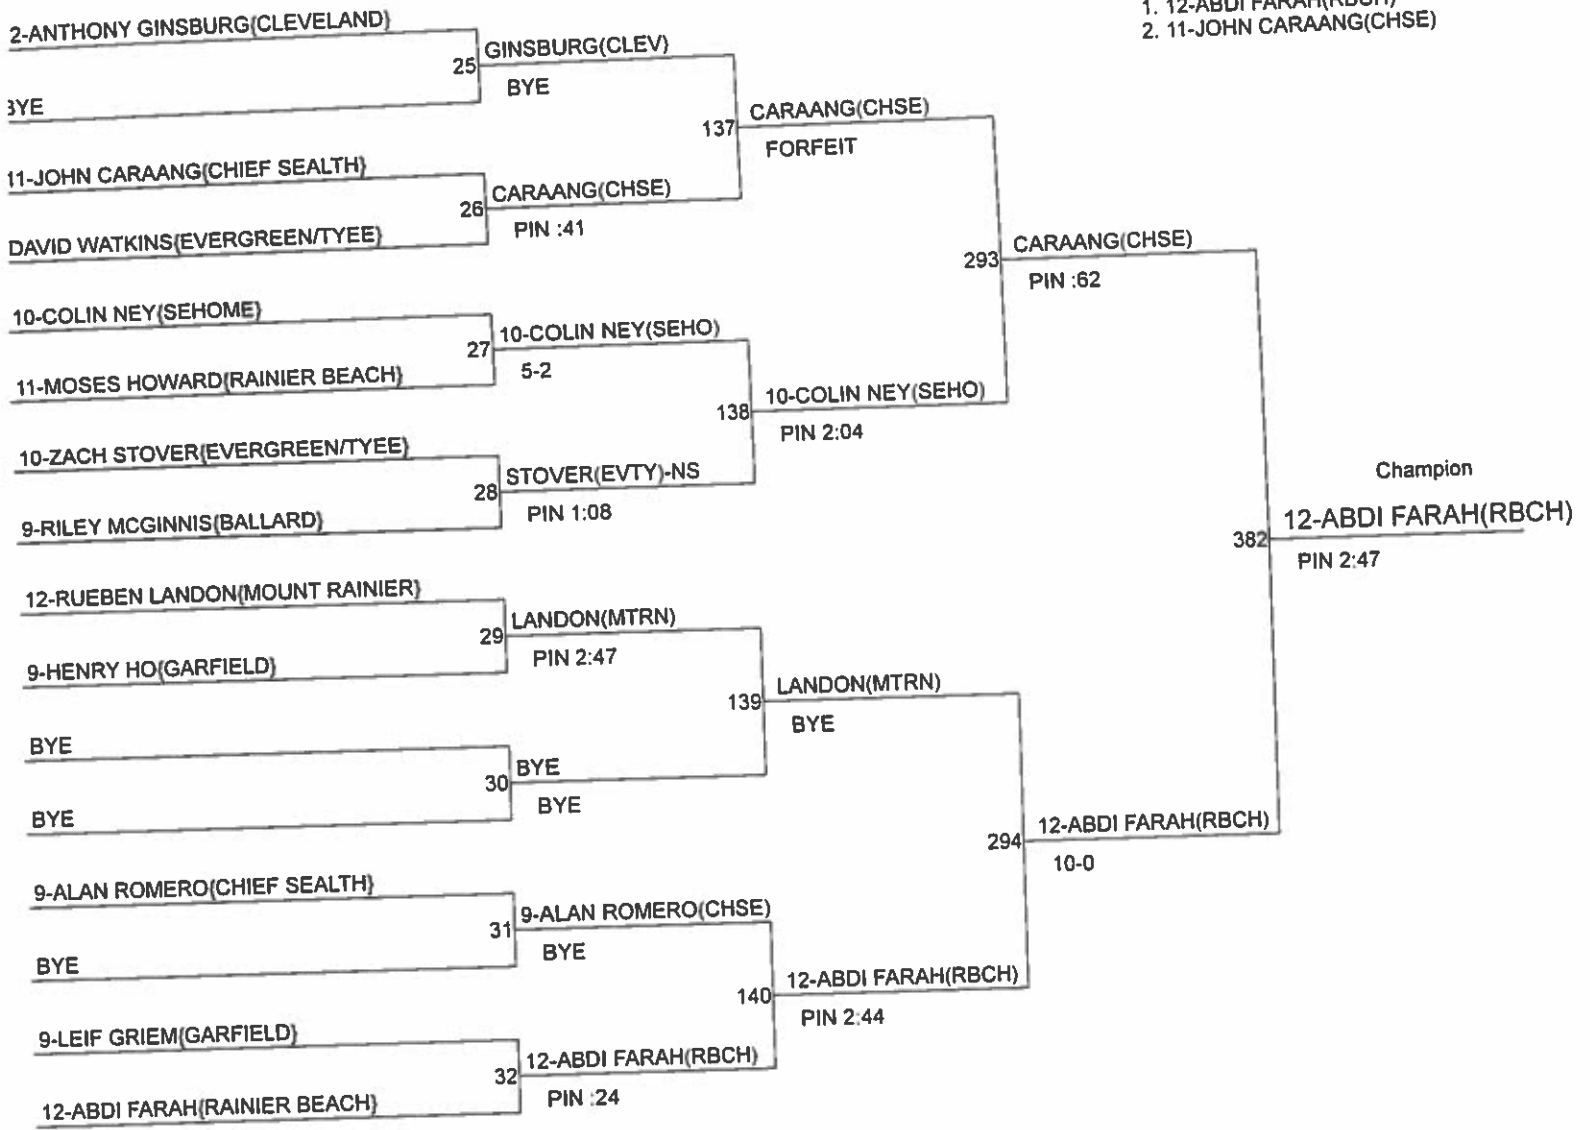 1. 12-ABDI FARAH(RBCH)
2. 11-JOHN CARAANG(CHSE)
2-ANTHONY GINSBURG(CLEVELAND)
25
GINSBURG(CLEV)
BYE
BYE
137
CARAANG(CHSE)
FORFEIT
11-JOHN CARAANG(CHIEF SEALTH)
26
CARAANG(CHSE)
PIN :41
DAVID WATKINS(EVERGREEN/TYEE)
293
CARAANG(CHSE)
PIN :62
10-COLIN NEY(SEHOME)
27
10-COLIN NEY(SEHO)
5-2
11-MOSES HOWARD(RAINIER BEACH)
138
10-COLIN NEY(SEHO)
PIN 2:04
10-ZACH STOVER(EVERGREEN/TYEE)
28
STOVER(EVTY)-NS
PIN 1:08
9-RILEY MCGINNIS(BALLARD)
Champion
382
12-ABDI FARAH(RBCH)
PIN 2:47
12-RUEBEN LANDON(MOUNT RAINIER)
29
LANDON(MTRN)
PIN 2:47
9-HENRY HO(GARFIELD)
139
LANDON(MTRN)
BYE
BYE
30
BYE
BYE
BYE
294
12-ABDI FARAH(RBCH)
10-0
9-ALAN ROMERO(CHIEF SEALTH)
31
9-ALAN ROMERO(CHSE)
BYE
BYE
140
12-ABDI FARAH(RBCH)
PIN 2:44
9-LEIF GRIEM(GARFIELD)
32
12-ABDI FARAH(RBCH)
PIN :24
12-ABDI FARAH(RAINIER BEACH)